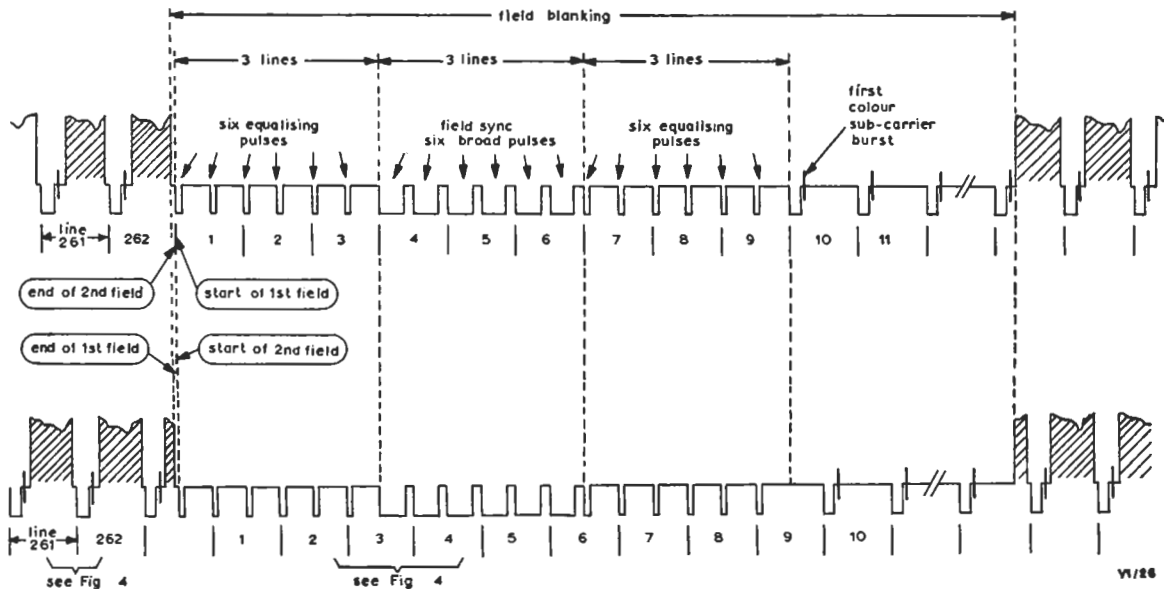 field blanking
3 lines
3 lines
3 lines
six equalising
pulses
field sync
six broad pulses
six equalising
pulses
first
colour
sub-carrier
burst
line
261
262
1
2
3
4
5
6
7
8
9
10
11
end of 2nd field
start of 1st field
end of 1st field
start of 2nd field
line
261
262
1
2
3
4
5
6
7
8
9
10
see Fig 4
see Fig 4
Y1/26